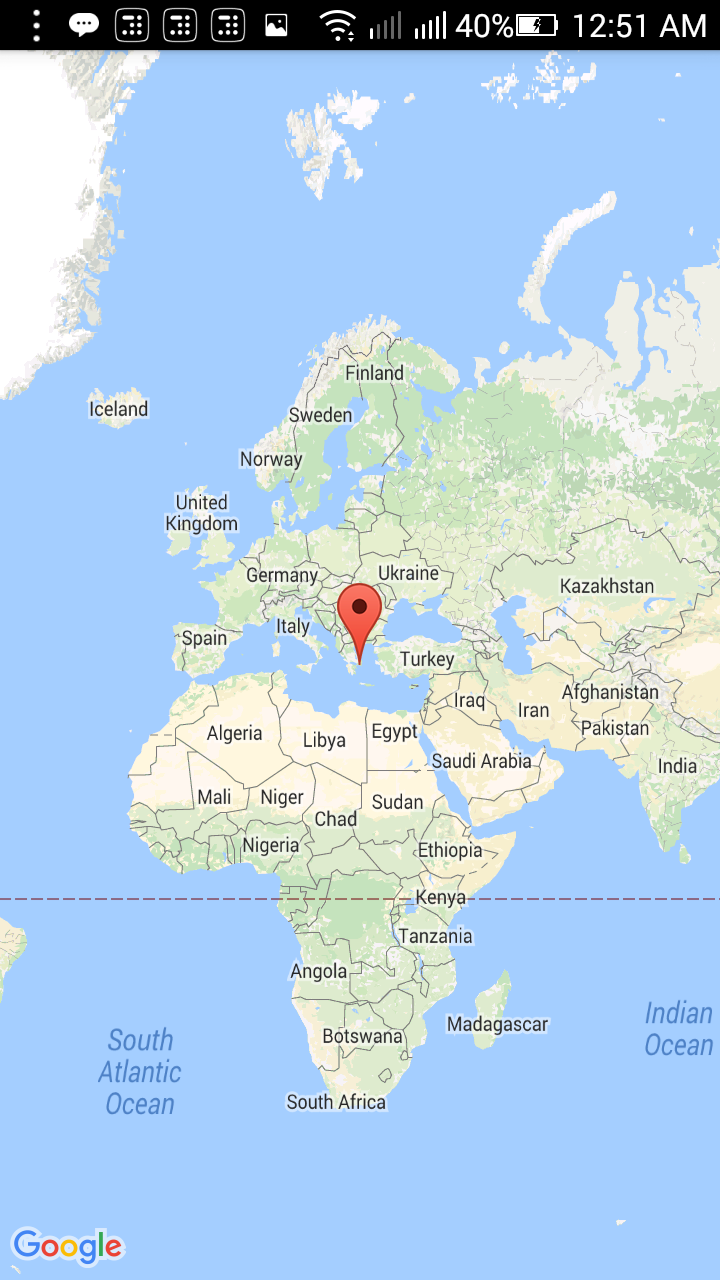 40% 12:51 AM
Finland
Iceland
Sweden
Norway
United
Kingdom
Germany
Ukraine
Kazakhstan
Italy
Spain
Turkey
Afghanistan
Iraq
Iran
Algeria
Libya
Egypt
Pakistan
Saudi Arabia
India
Mali
Niger
Sudan
Chad
Nigeria
Ethiopia
Kenya
Tanzania
Angola
Madagascar
Indian
Ocean
Botswana
South
Atlantic
Ocean
South Africa
Google